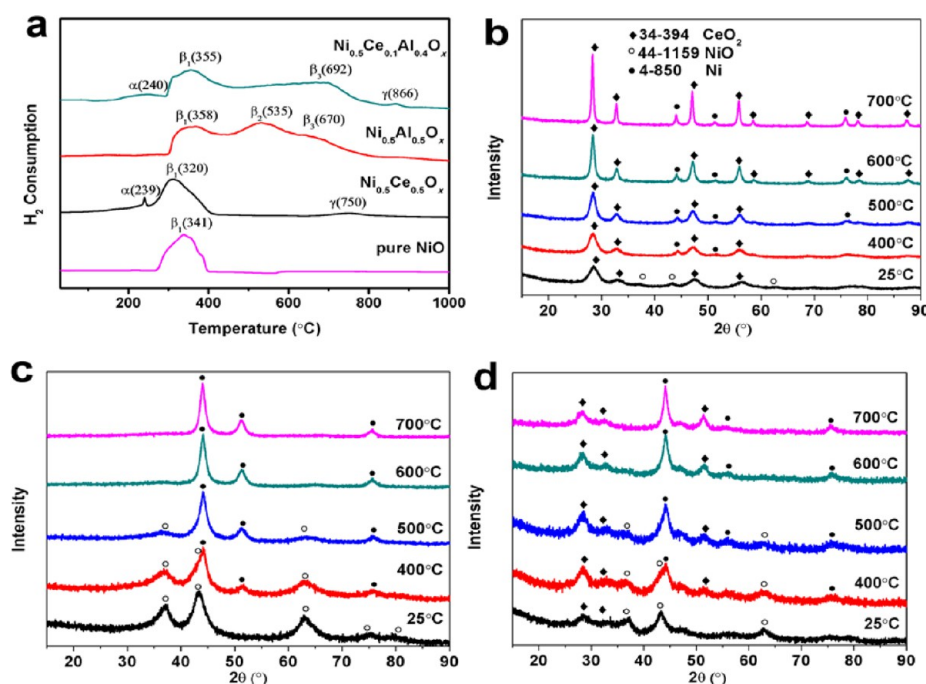 a
Ni0.5Ce0.1Al0.4Ox
β1(355)
β3(692)
α(240)
γ(866)
β1(358)
β2(535)
β3(670)
Ni0.5Al0.5Ox
β1(320)
Ni0.5Ce0.5Ox
α(239)
γ(750)
β1(341)
pure NiO
H2 Consumption
200 400 600 800 1000
Temperature (°C)
b
◆ 34-394 CeO2
○ 44-1159 NiO
● 4-850 Ni
700°C
600°C
500°C
400°C
25°C
Intensity
20 30 40 50 60 70 80 90
2θ (°)
c
700°C
600°C
500°C
400°C
25°C
Intensity
20 30 40 50 60 70 80 90
2θ (°)
d
700°C
600°C
500°C
400°C
25°C
Intensity
20 30 40 50 60 70 80 90
2θ (°)